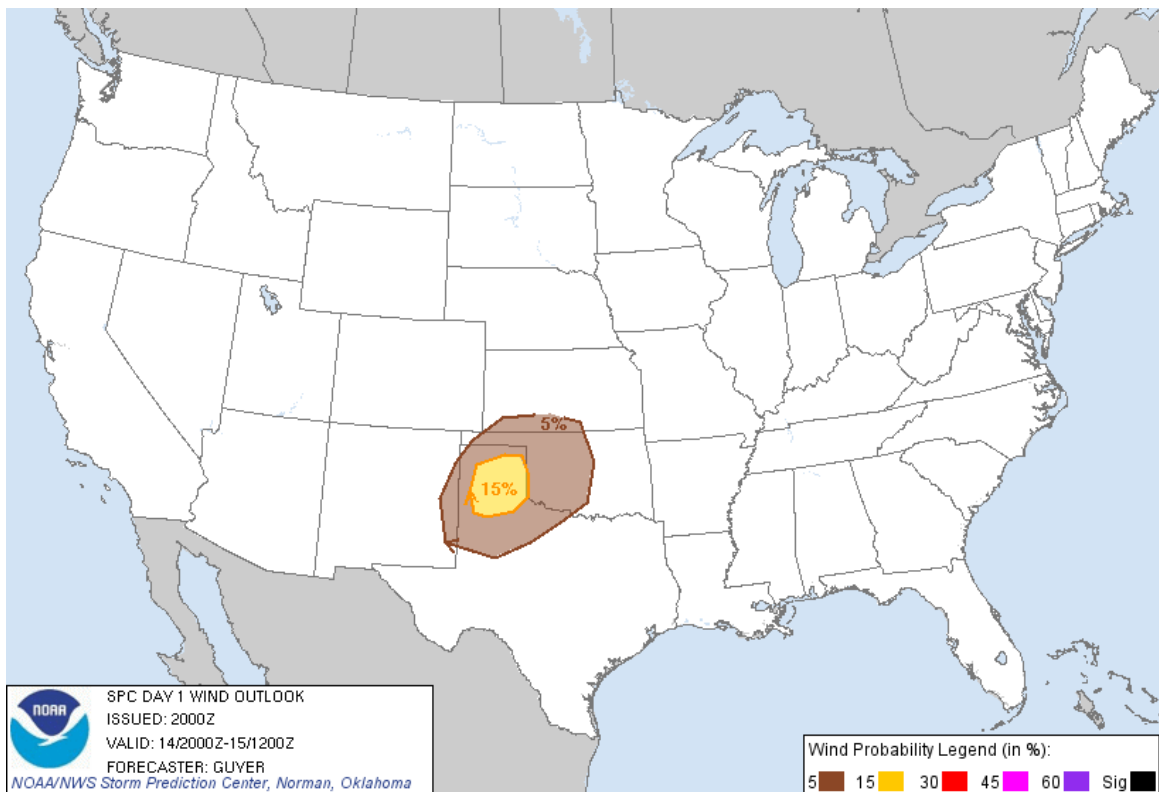 5%
15%
NOAA
SPC DAY 1 WIND OUTLOOK
ISSUED: 2000Z
VALID: 14/2000Z-15/1200Z
FORECASTER: GUYER
NOAA/NWS Storm Prediction Center, Norman, Oklahoma
Wind Probability Legend (in %):
5 15 30 45 60 Sig